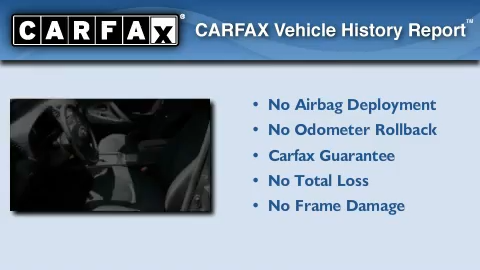 CARFAX® CARFAX Vehicle History Report™
• No Airbag Deployment
• No Odometer Rollback
• Carfax Guarantee
• No Total Loss
• No Frame Damage